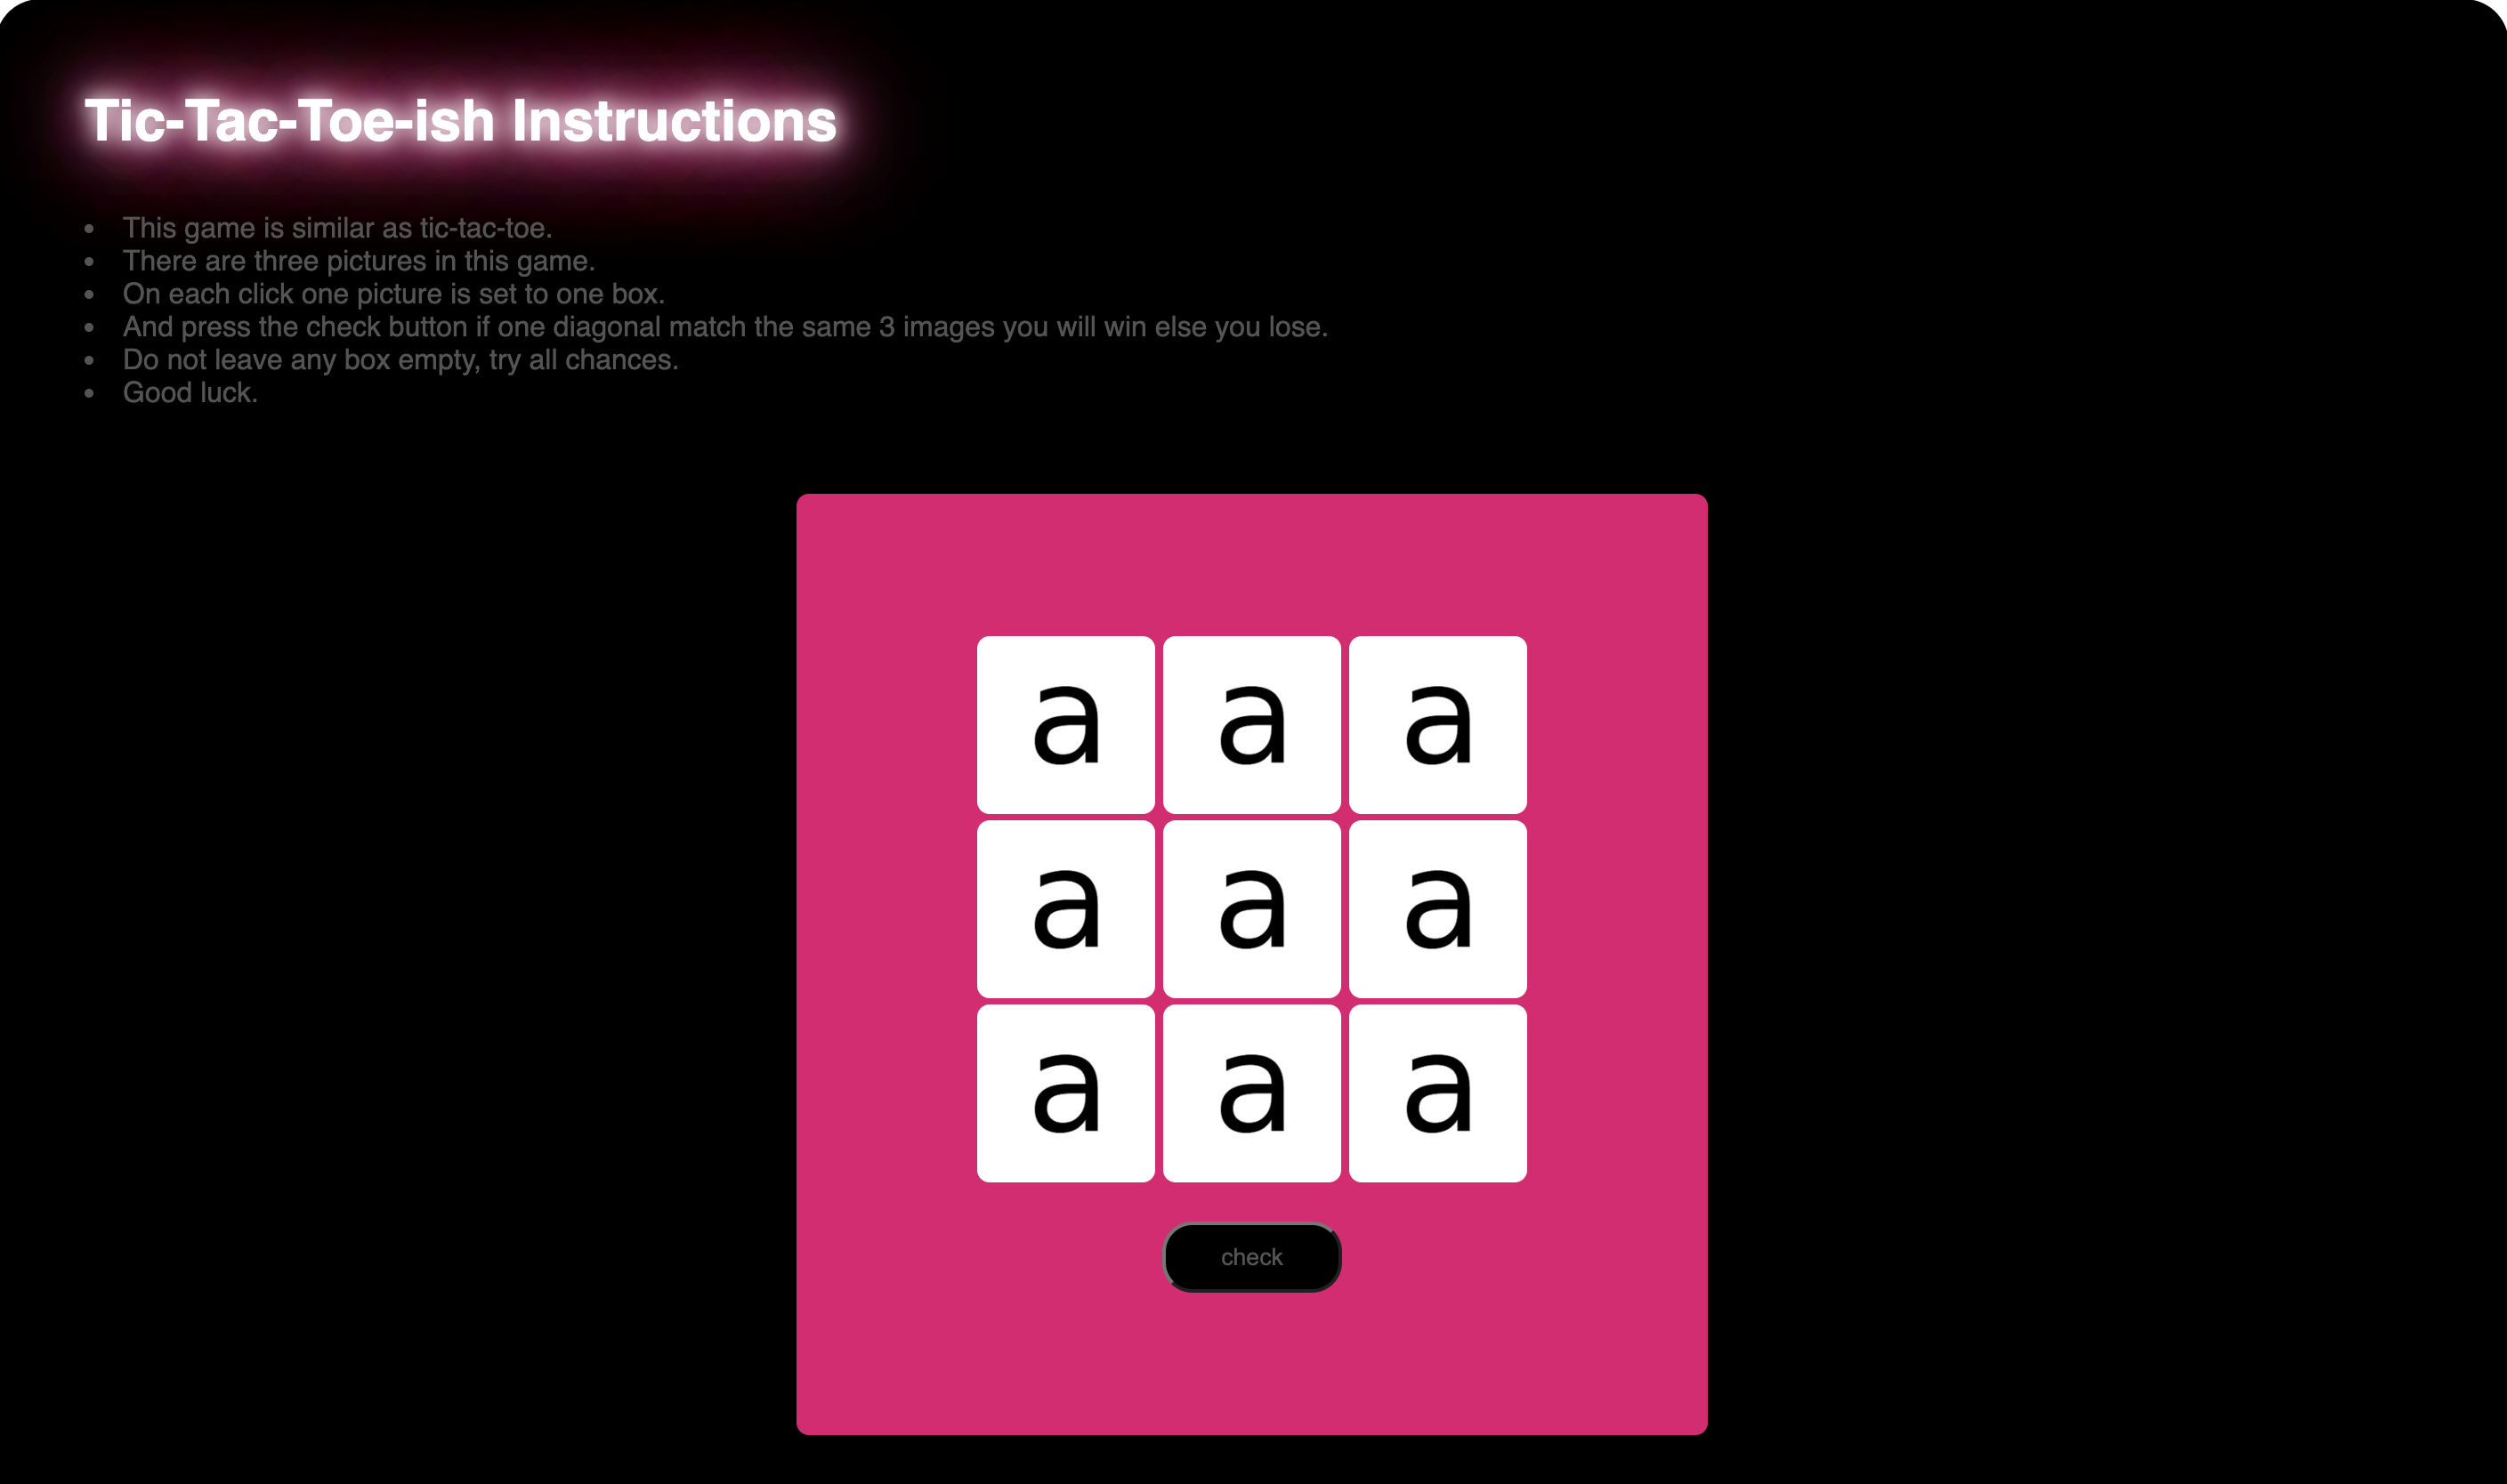 Tic-Tac-Toe-ish Instructions
• This game is similar as tic-tac-toe.
• There are three pictures in this game.
• On each click one picture is set to one box.
• And press the check button if one diagonal match the same 3 images you will win else you lose.
• Do not leave any box empty, try all chances.
• Good luck.
a a a
a a a
a a a
check